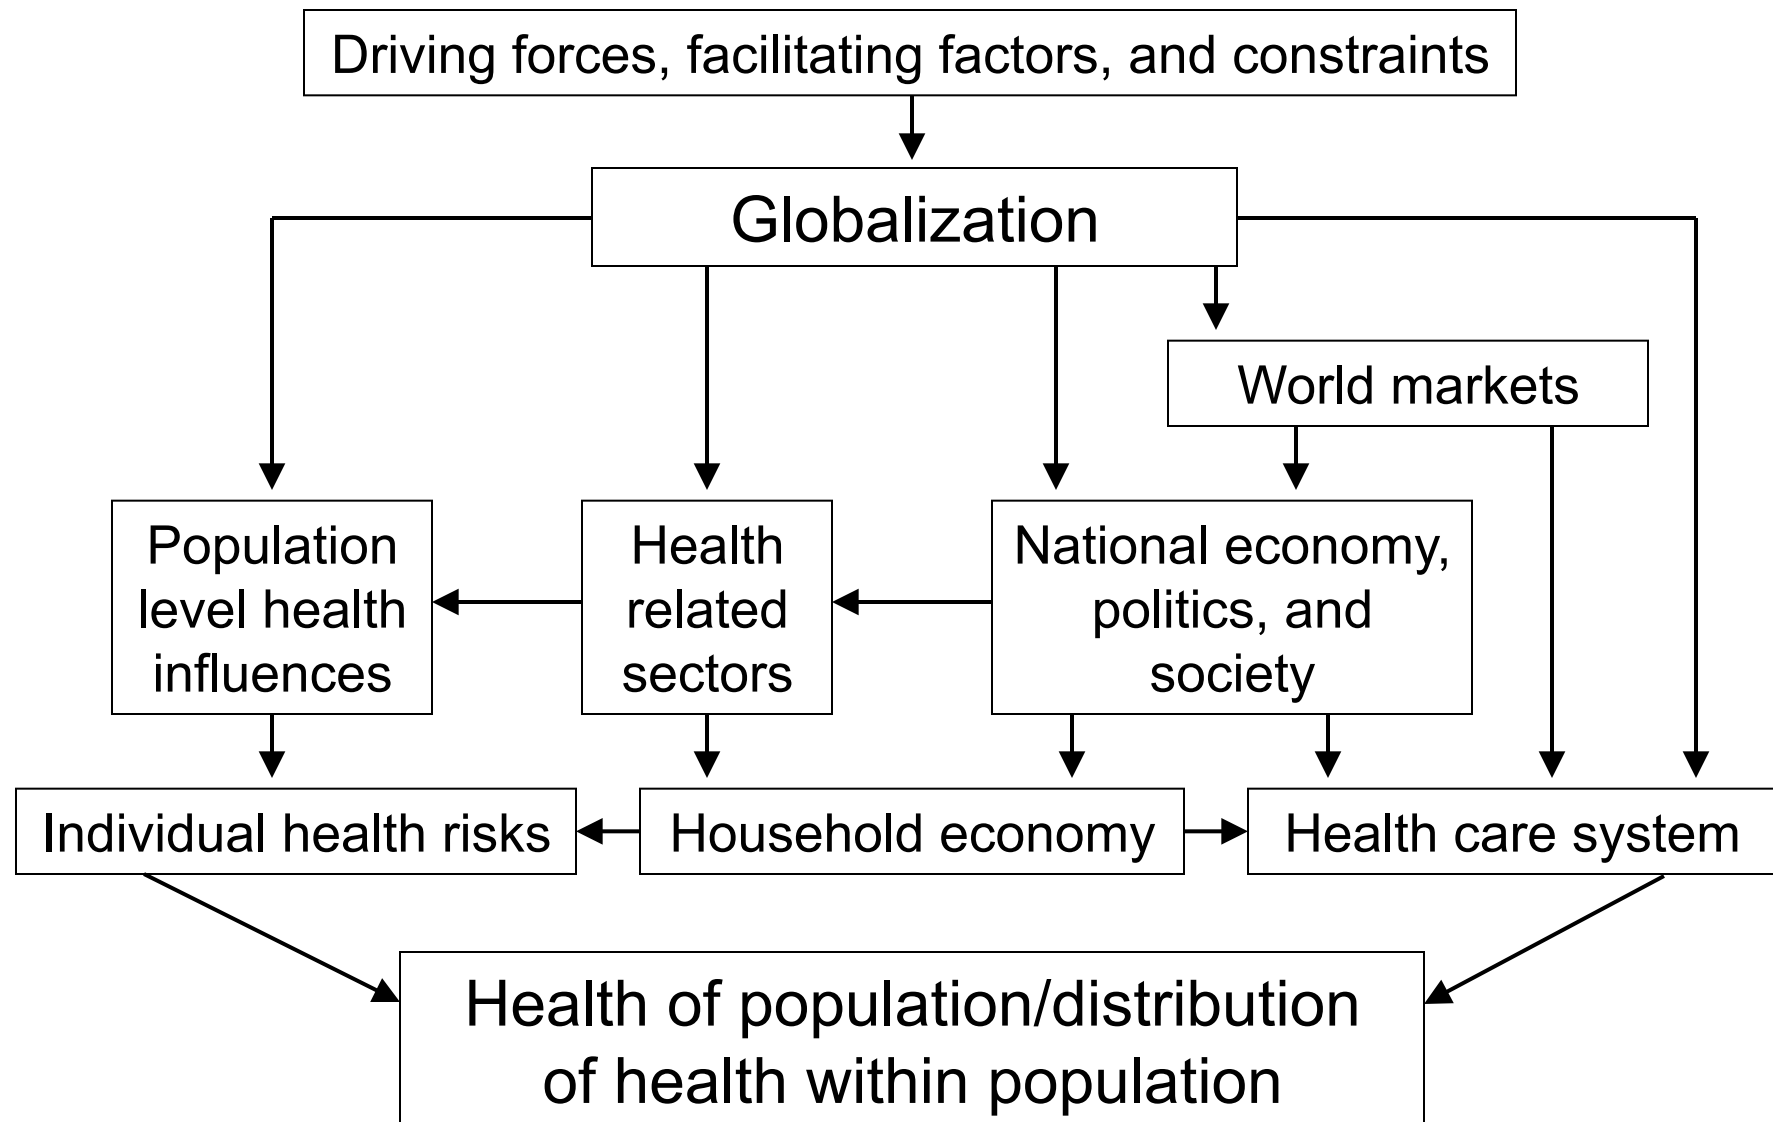 Driving forces, facilitating factors, and constraints
Globalization
World markets
Population
level health
influences
Health
related
sectors
National economy,
politics, and
society
Individual health risks
Household economy
Health care system
Health of population/distribution
of health within population